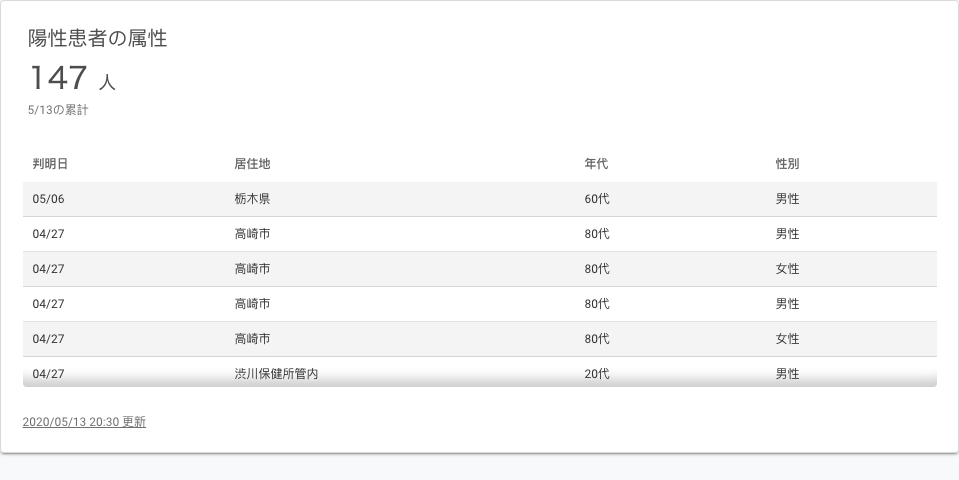 陽性患者の属性
147 人
5/13の累計
判明日 居住地 年代 性別
05/06 栃木県 60代 男性
04/27 高崎市 80代 男性
04/27 高崎市 80代 女性
04/27 高崎市 80代 男性
04/27 高崎市 80代 女性
04/27 渋川保健所管内 20代 男性
2020/05/13 20:30 更新